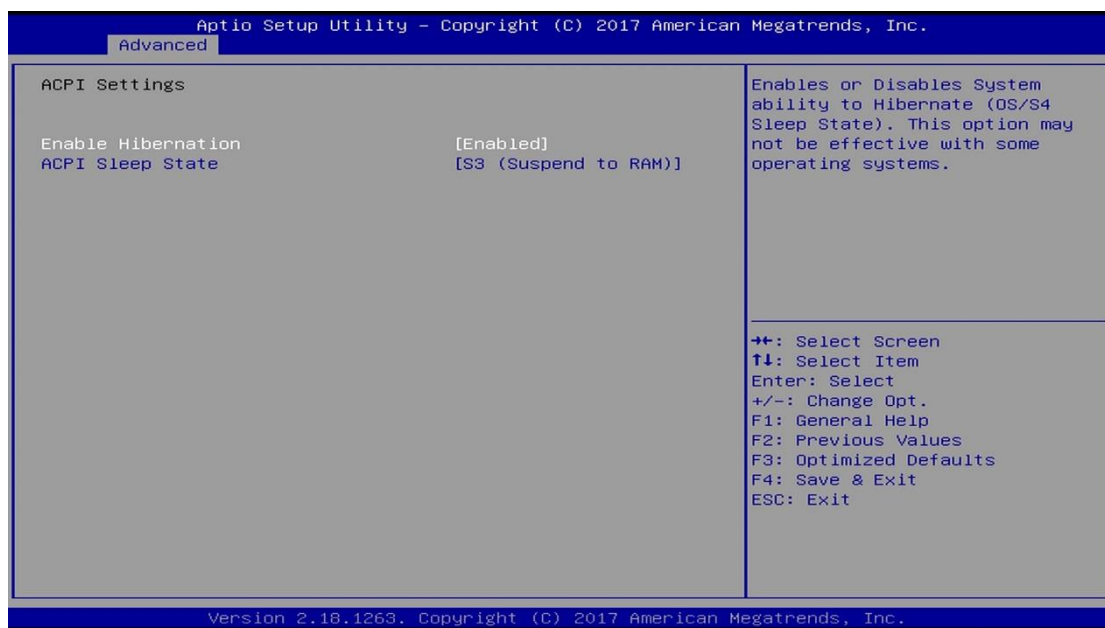 Aptio Setup Utility – Copyright (C) 2017 American Megatrends, Inc.
Advanced
ACPI Settings
Enable Hibernation [Enabled]
ACPI Sleep State [S3 (Suspend to RAM)]
Enables or Disables System
ability to Hibernate (OS/S4
Sleep State). This option may
not be effective with some
operating systems.
→←: Select Screen
↑↓: Select Item
Enter: Select
+/-: Change Opt.
F1: General Help
F2: Previous Values
F3: Optimized Defaults
F4: Save & Exit
ESC: Exit
Version 2.18.1263. Copyright (C) 2017 American Megatrends, Inc.